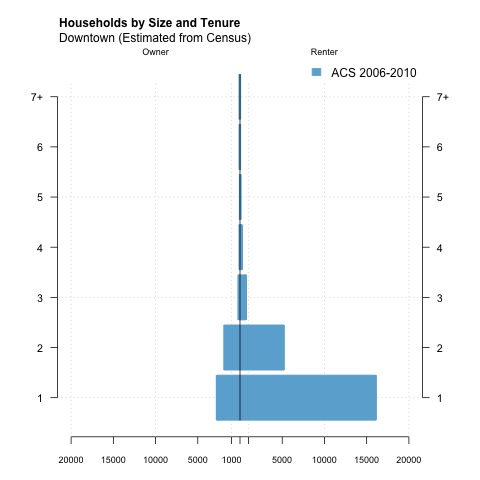 Households by Size and Tenure
Downtown (Estimated from Census)
Owner Renter
ACS 2006-2010
7+ 7+
6 6
5 5
4 4
3 3
2 2
1 1
20000 15000 10000 5000 1000 5000 10000 15000 20000